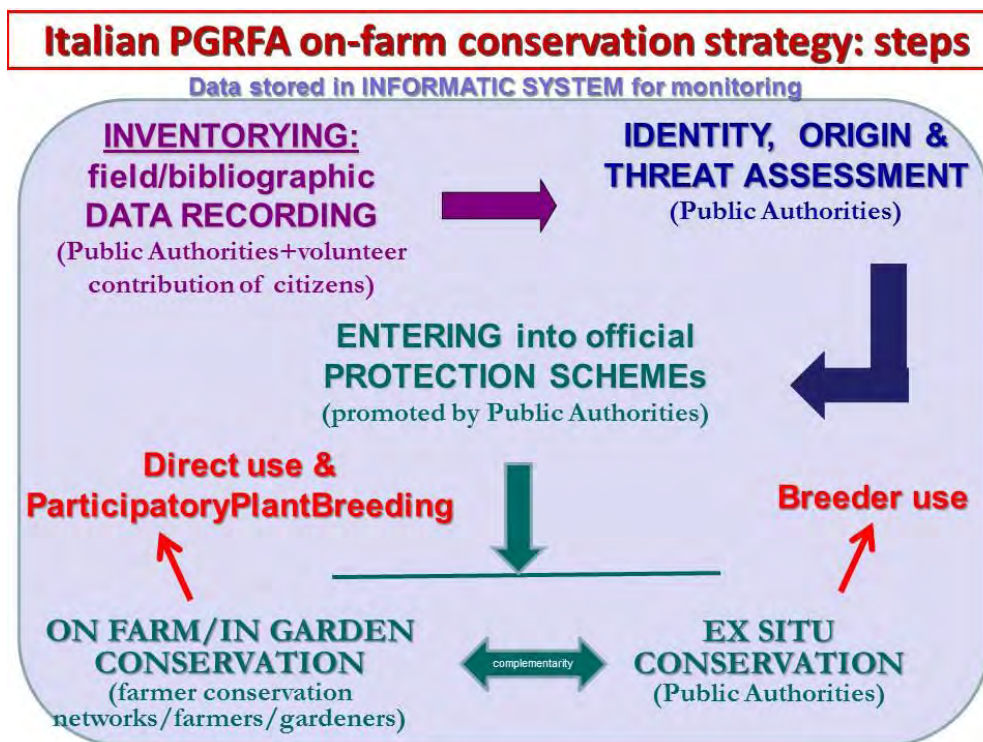 Italian PGRFA on-farm conservation strategy: steps
Data stored in INFORMATIC SYSTEM for monitoring
INVENTORYING:
field/bibliographic
DATA RECORDING
(Public Authorities+volunteer
contribution of citizens)
IDENTITY, ORIGIN &
THREAT ASSESSMENT
(Public Authorities)
ENTERING into official
PROTECTION SCHEMEs
(promoted by Public Authorities)
Direct use &
ParticipatoryPlantBreeding
Breeder use
ON FARM/IN GARDEN
CONSERVATION
(farmer conservation
networks/farmers/gardeners)
complementarity
EX SITU
CONSERVATION
(Public Authorities)